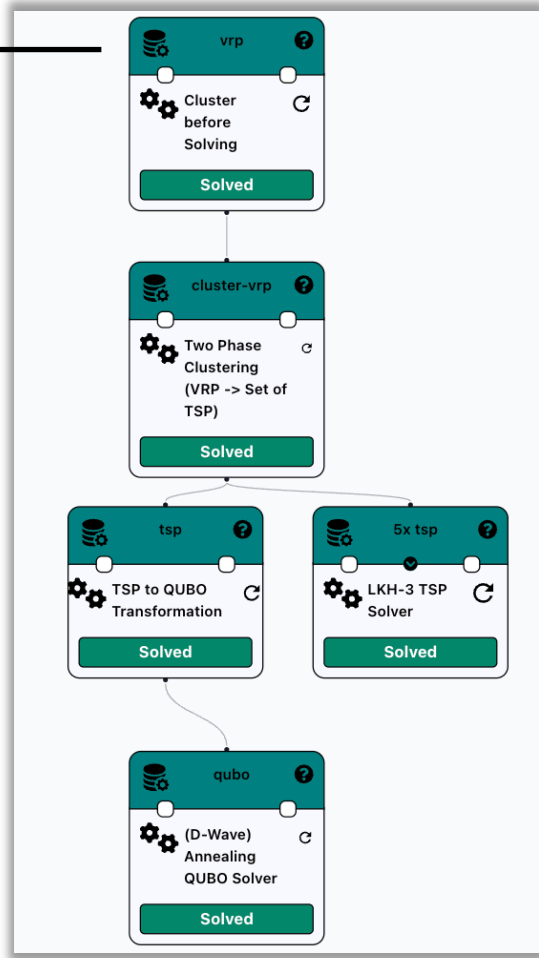 vrp
Cluster
before
Solving
Solved
cluster-vrp
Two Phase
Clustering
(VRP -> Set of
TSP)
Solved
tsp
TSP to QUBO
Transformation
Solved
5x tsp
LKH-3 TSP
Solver
Solved
qubo
(D-Wave)
Annealing
QUBO Solver
Solved